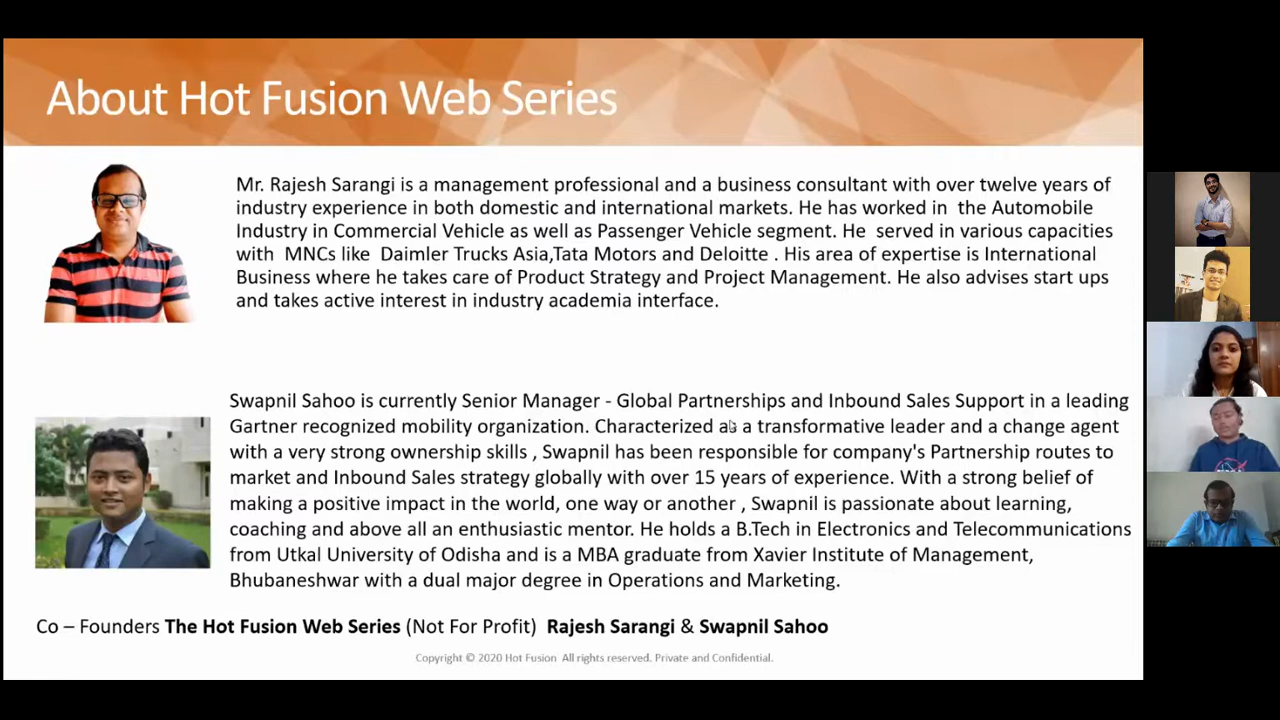 About Hot Fusion Web Series
Mr. Rajesh Sarangi is a management professional and a business consultant with over twelve years of
industry experience in both domestic and international markets. He has worked in the Automobile
Industry in Commercial Vehicle as well as Passenger Vehicle segment. He served in various capacities
with MNCs like Daimler Trucks Asia,Tata Motors and Deloitte . His area of expertise is International
Business where he takes care of Product Strategy and Project Management. He also advises start ups
and takes active interest in industry academia interface.
Swapnil Sahoo is currently Senior Manager - Global Partnerships and Inbound Sales Support in a leading
Gartner recognized mobility organization. Characterized as a transformative leader and a change agent
with a very strong ownership skills , Swapnil has been responsible for company's Partnership routes to
market and Inbound Sales strategy globally with over 15 years of experience. With a strong belief of
making a positive impact in the world, one way or another , Swapnil is passionate about learning,
coaching and above all an enthusiastic mentor. He holds a B.Tech in Electronics and Telecommunications
from Utkal University of Odisha and is a MBA graduate from Xavier Institute of Management,
Bhubaneshwar with a dual major degree in Operations and Marketing.
Co – Founders The Hot Fusion Web Series (Not For Profit) Rajesh Sarangi & Swapnil Sahoo
Copyright © 2020 Hot Fusion All rights reserved. Private and Confidential.